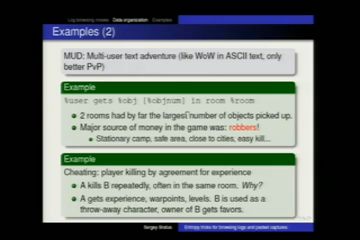 Log browsing moves Data organization Examples
Examples (2)
MUD: Multi-user text adventure (like WoW in ASCII text, only
better PvP)
Example
%user gets %obj [%objnum] in room %room
2 rooms had by far the largest number of objects picked up.
Major source of money in the game was: robbers!
Stationary camp, safe area, close to cities, easy kill...
Example
Cheating: player killing by agreement for experience
A kills B repeatedly, often in the same room. Why?
A gets experience, warpoints, levels. B is used as a
throw-away character, owner of B gets favors.
Sergey Bratus Entropy tricks for browsing logs and packet captures